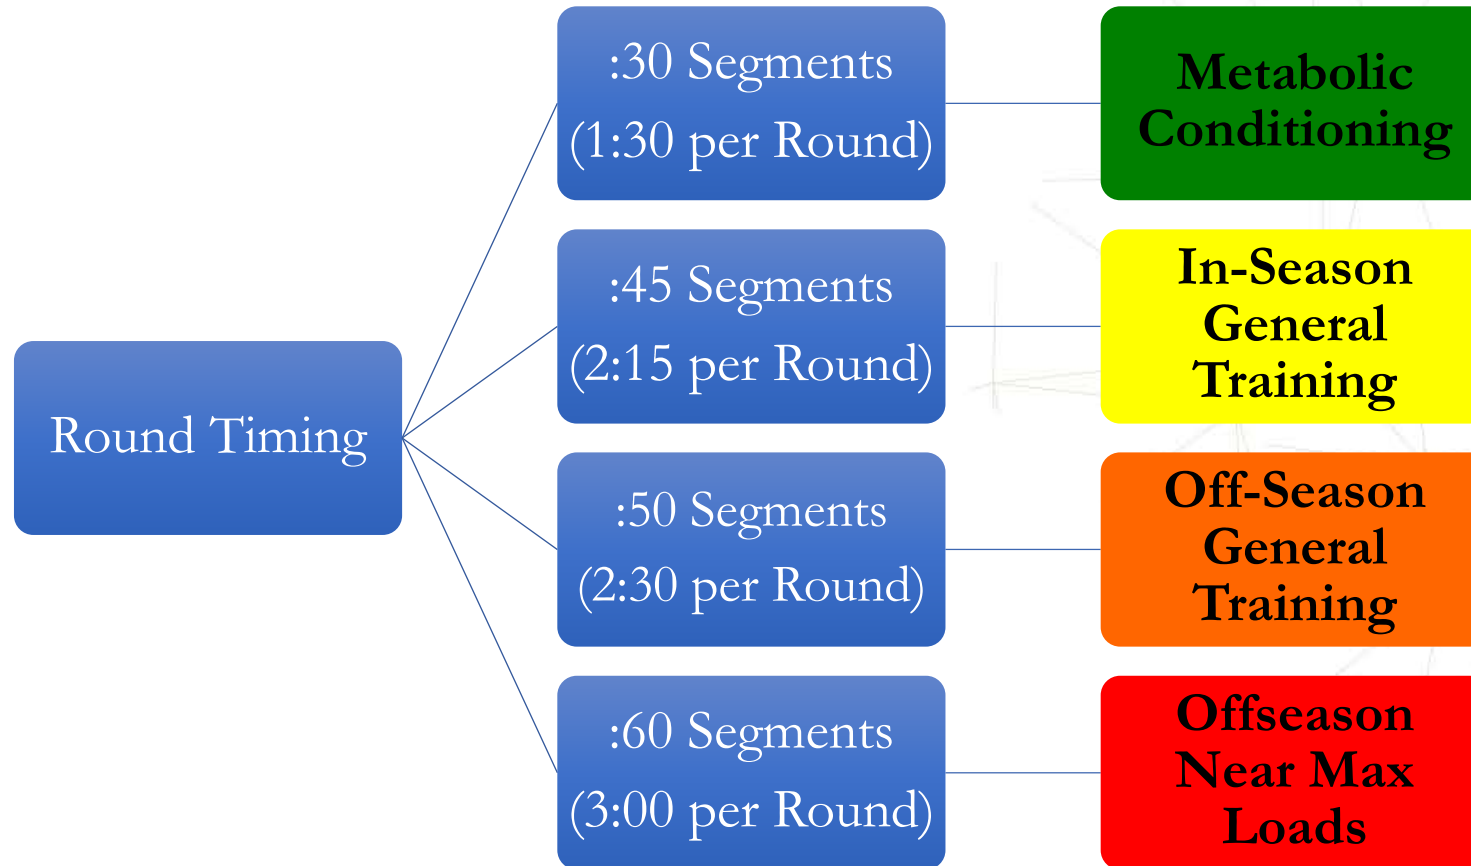 Round Timing
:30 Segments
(1:30 per Round)
Metabolic
Conditioning
:45 Segments
(2:15 per Round)
In-Season
General
Training
:50 Segments
(2:30 per Round)
Off-Season
General
Training
:60 Segments
(3:00 per Round)
Offseason
Near Max
Loads